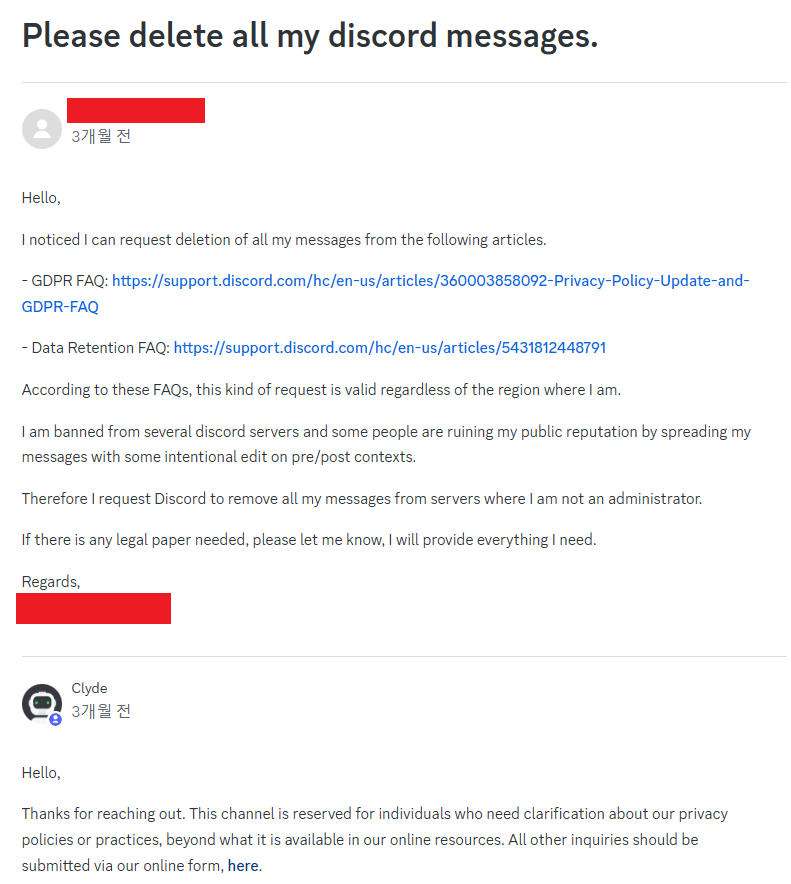 Please delete all my discord messages.
3개월 전
Hello,
I noticed I can request deletion of all my messages from the following articles.
- GDPR FAQ: https://support.discord.com/hc/en-us/articles/360003858092-Privacy-Policy-Update-and-
GDPR-FAQ
- Data Retention FAQ: https://support.discord.com/hc/en-us/articles/5431812448791
According to these FAQs, this kind of request is valid regardless of the region where I am.
I am banned from several discord servers and some people are ruining my public reputation by spreading my
messages with some intentional edit on pre/post contexts.
Therefore I request Discord to remove all my messages from servers where I am not an administrator.
If there is any legal paper needed, please let me know, I will provide everything I need.
Regards,
Clyde
3개월 전
Hello,
Thanks for reaching out. This channel is reserved for individuals who need clarification about our privacy
policies or practices, beyond what it is available in our online resources. All other inquiries should be
submitted via our online form, here.